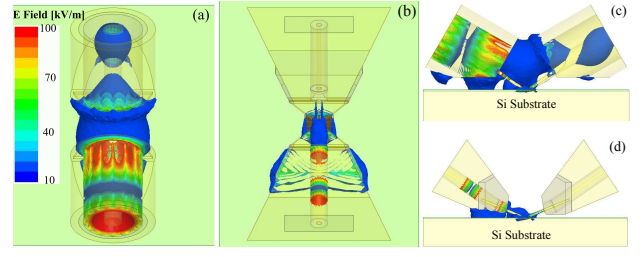 E Field [kV/m]
100
70
40
10
(a)
(b)
(c)
Si Substrate
(d)
Si Substrate